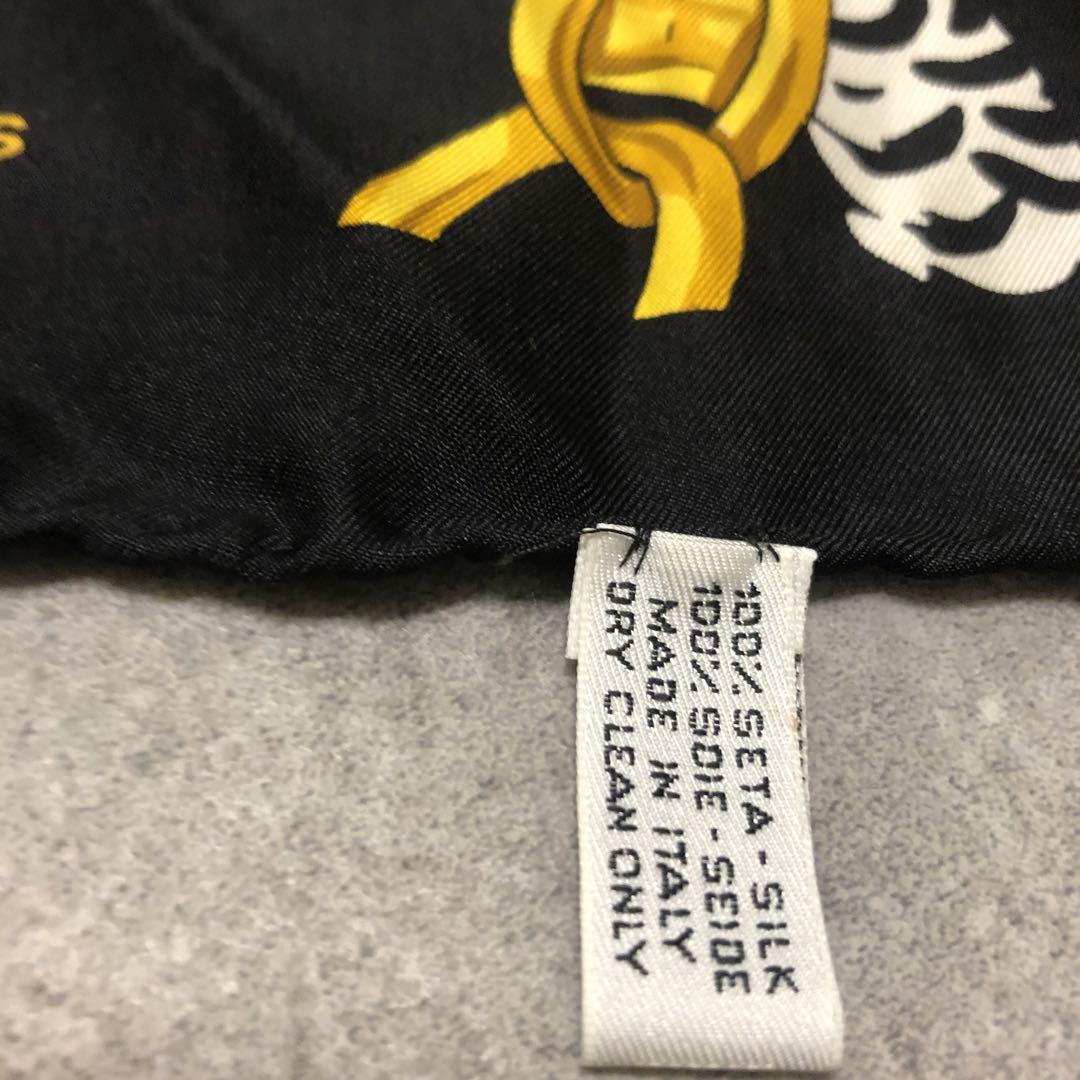 s
100% SETA - SILK
100% SOIE - SEIDE
MADE IN ITALY
DRY CLEAN ONLY